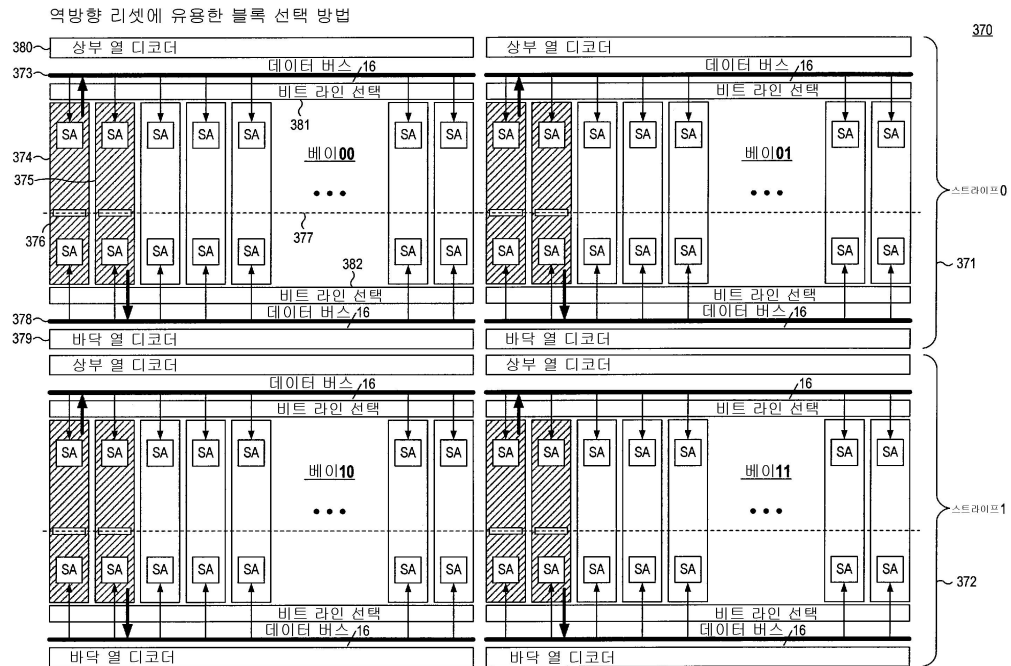 역방향 리셋에 유용한 블록 선택 방법
370
380 상부 열 디코더 상부 열 디코더
373 데이터 버스 16 데이터 버스 16
비트 라인 선택 비트 라인 선택
381
374 SA SA SA SA SA SA SA SA SA SA SA SA SA SA
375 베이00 베이01
스트라이프0
376 377
SA SA SA SA SA SA SA SA SA SA SA SA SA SA
371
382
비트 라인 선택 비트 라인 선택
378 데이터 버스 16 데이터 버스 16
379 바닥 열 디코더 바닥 열 디코더
상부 열 디코더 상부 열 디코더
데이터 버스 16 16
비트 라인 선택 비트 라인 선택
SA SA SA SA SA SA SA SA SA SA SA SA SA SA
베이10 베이11
스트라이프1
SA SA SA SA SA SA SA SA SA SA SA SA SA SA
372
비트 라인 선택 비트 라인 선택
데이터 버스 16 데이터 버스 16
바닥 열 디코더 바닥 열 디코더